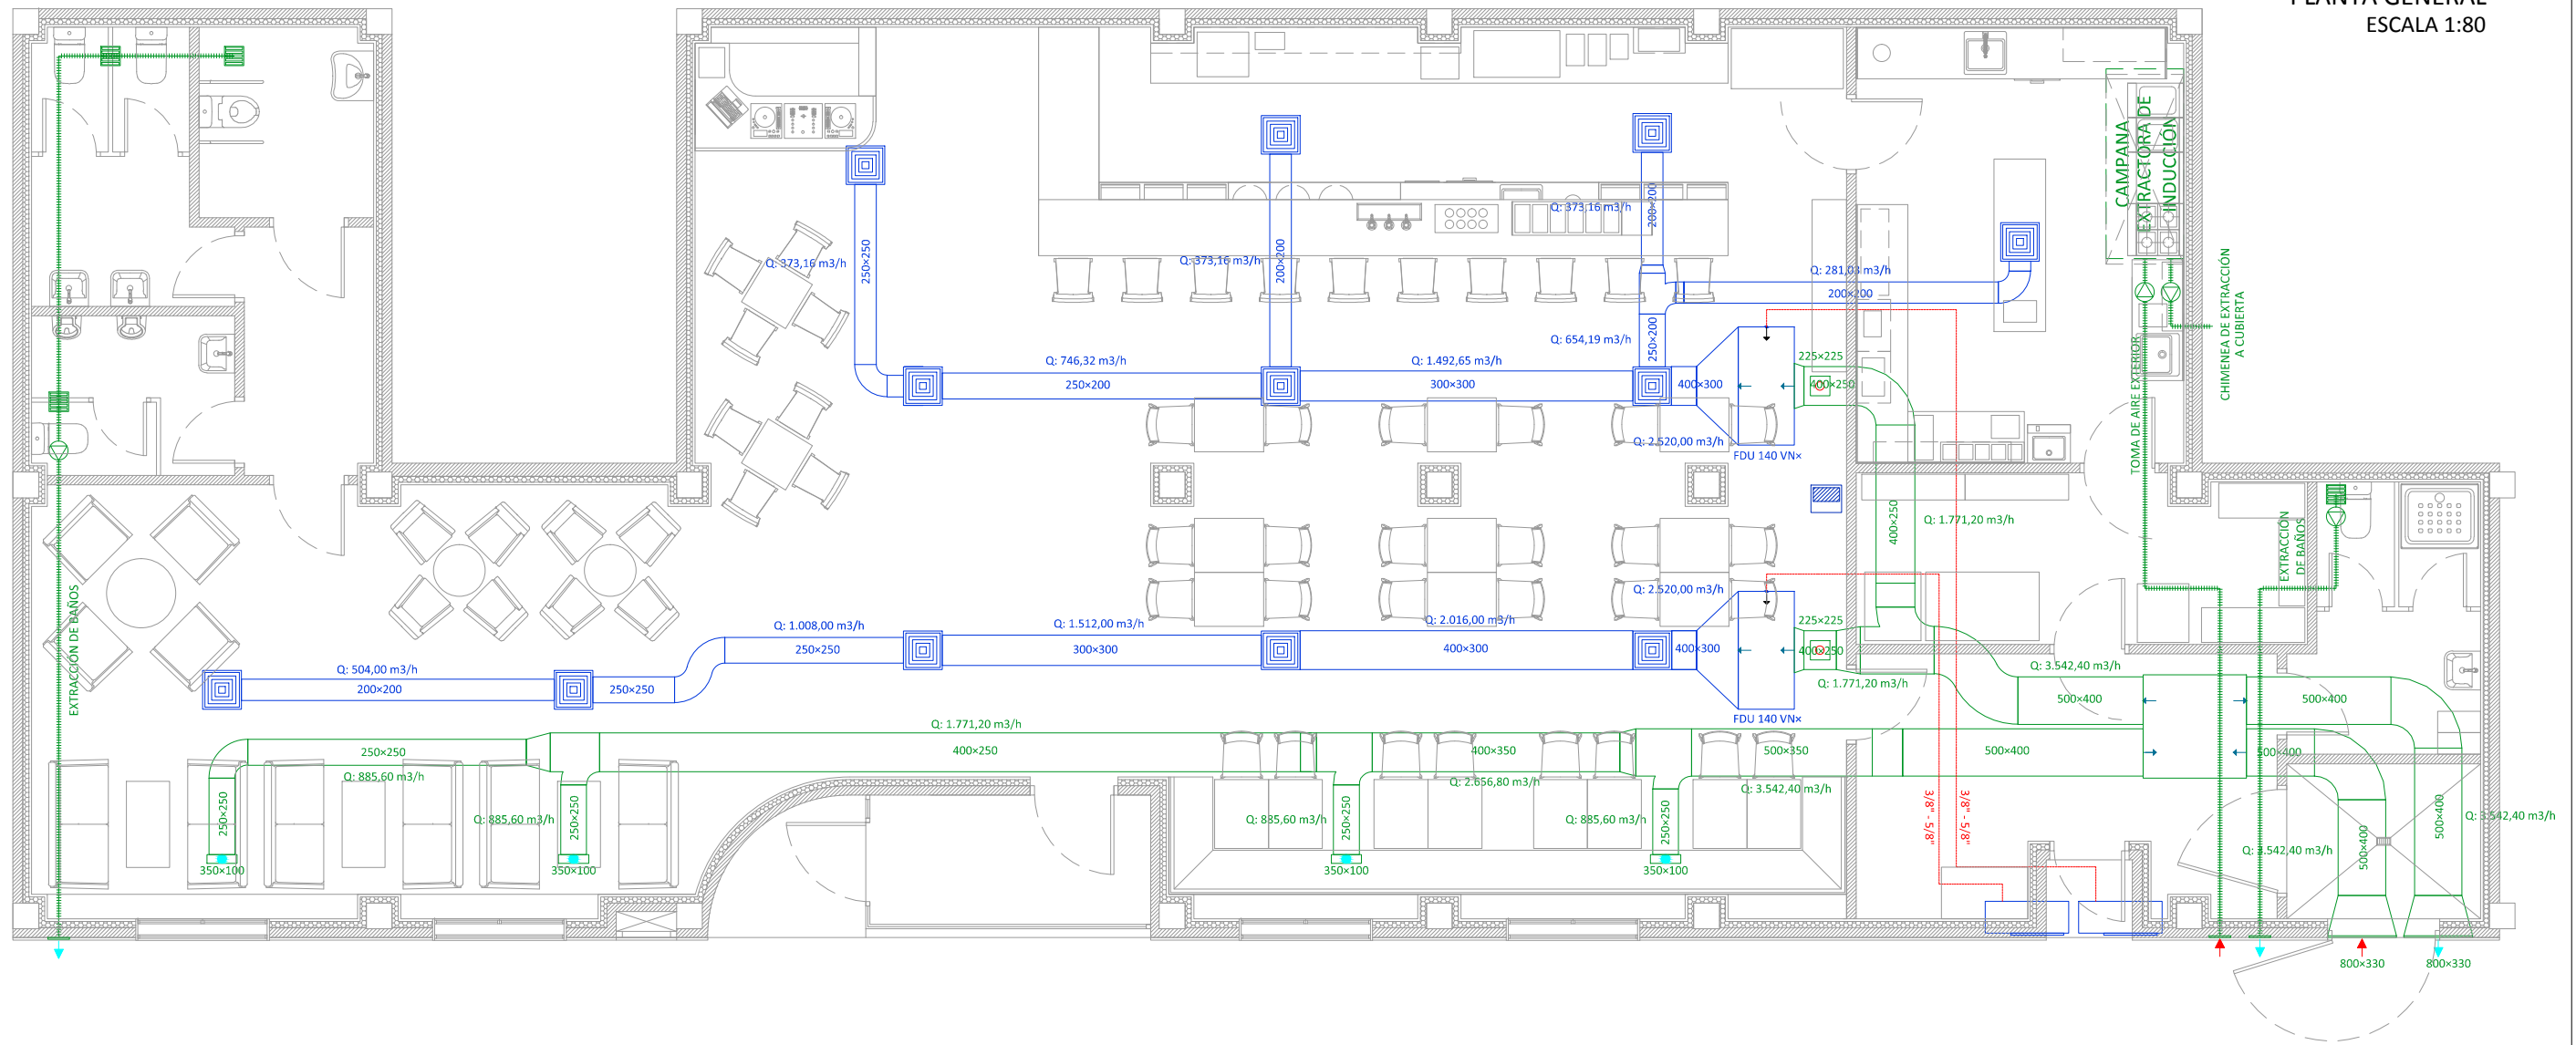 PLANTA GENERAL
ESCALA 1:80
CAMPANA
EXTRACTORA DE
INDUCCIÓN
200×200
Q: 373,16 m3/h
Q: 373,16 m3/h
250×250
Q: 373,16 m3/h
200×200
Q: 281,03 m3/h
200×200
CHIMENEA DE EXTRACCIÓN
A CUBIERTA
TOMA DE AIRE EXTERIOR
Q: 654,19 m3/h
250×200
Q: 746,32 m3/h
250×200
Q: 1.492,65 m3/h
300×300
400×300
225×225
400×250
Q: 2.520,00 m3/h
FDU 140 VN×
400×250
Q: 1.771,20 m3/h
EXTRACCIÓN
DE BAÑOS
EXTRACCIÓN DE BAÑOS
Q: 2.520,00 m3/h
Q: 504,00 m3/h
200×200
250×250
Q: 1.008,00 m3/h
250×250
Q: 1.512,00 m3/h
300×300
Q: 2.016,00 m3/h
400×300
400×300
225×225
400×250
Q: 1.771,20 m3/h
Q: 3.542,40 m3/h
500×400
500×400
FDU 140 VN×
Q: 1.771,20 m3/h
250×250
400×250
400×350
500×350
500×400
500×400
Q: 885,60 m3/h
Q: 2.656,80 m3/h
Q: 3.542,40 m3/h
250×250
Q: 885,60 m3/h
250×250
Q: 885,60 m3/h
250×250
Q: 885,60 m3/h
250×250
3/8" - 5/8"
3/8" - 5/8"
500×400
Q: 3.542,40 m3/h
Q: 3.542,40 m3/h
500×400
350×100
350×100
350×100
350×100
800×330
800×330